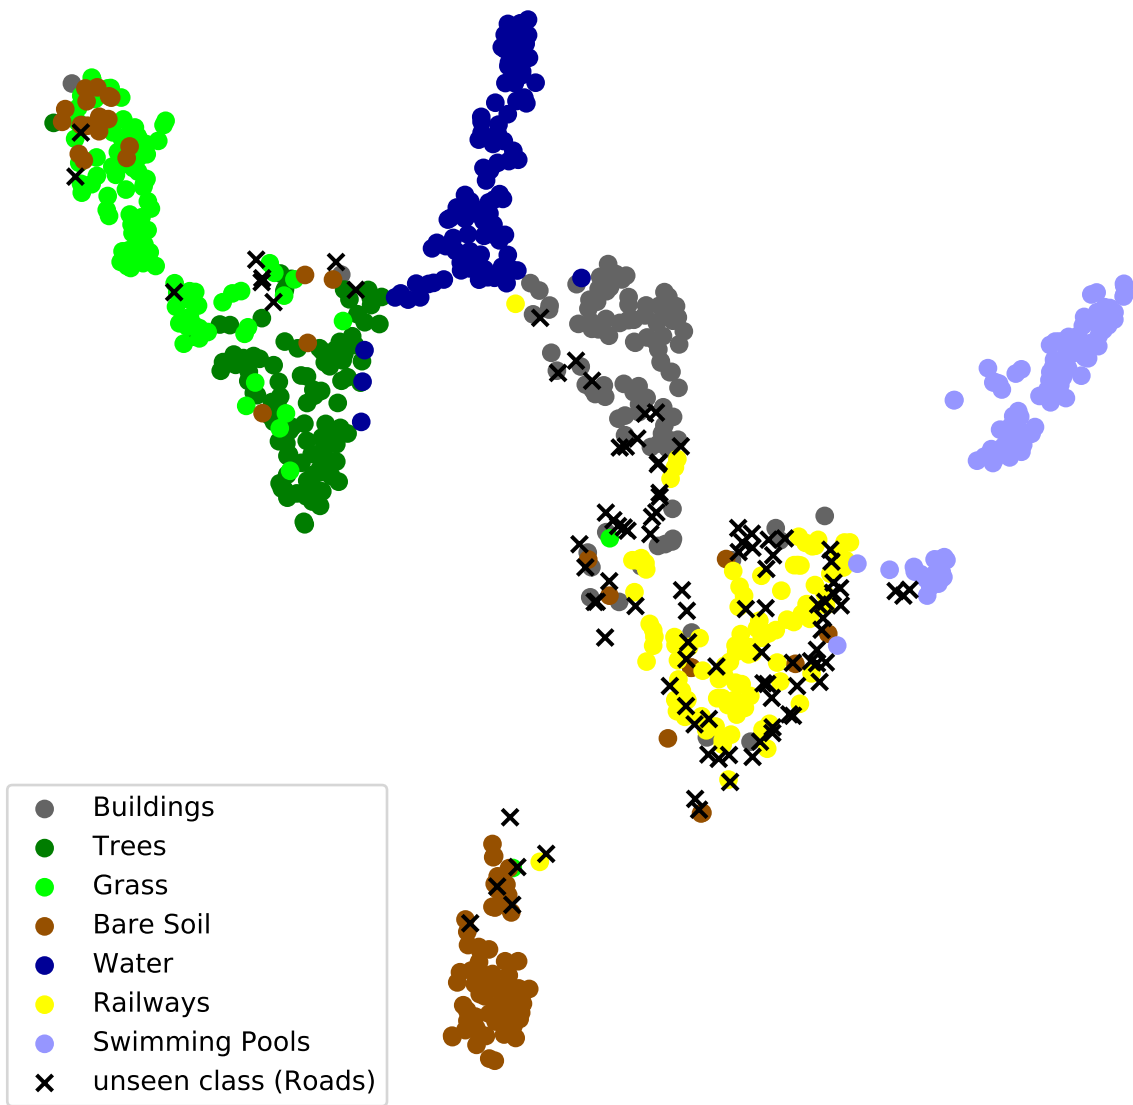 Buildings
Trees
Grass
Bare Soil
Water
Railways
Swimming Pools
unseen class (Roads)